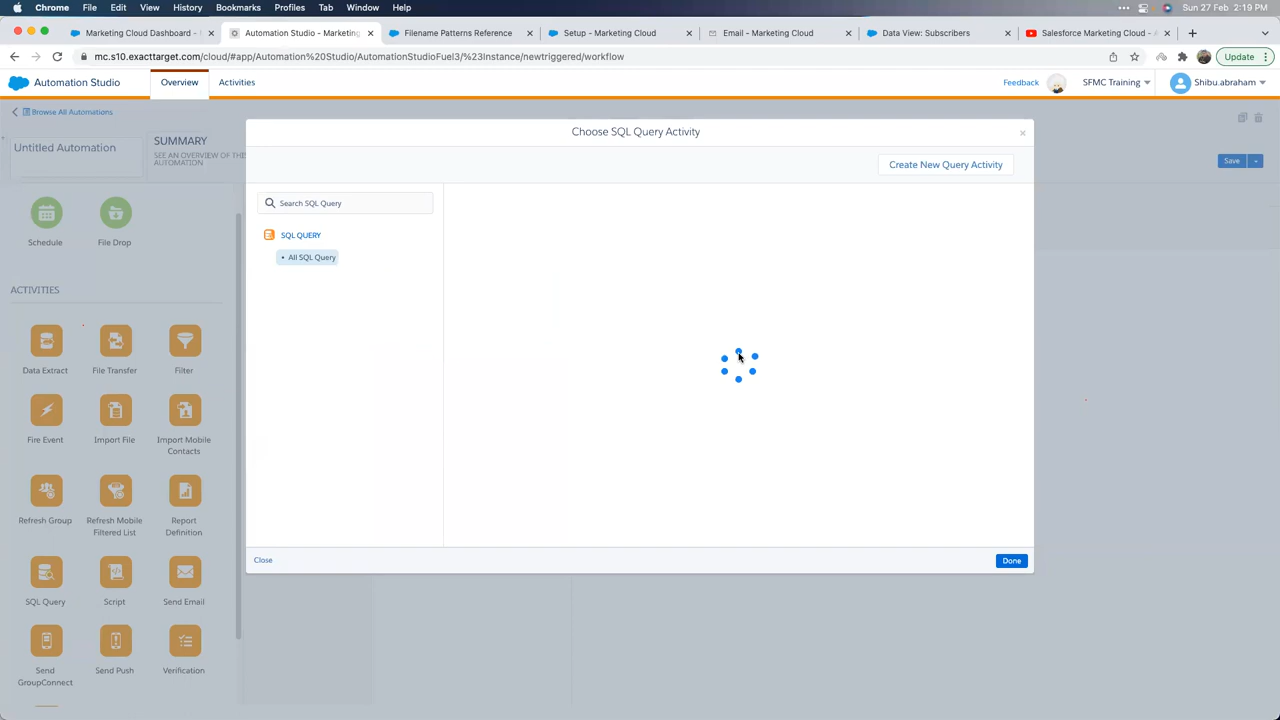 Chrome File Edit View History Bookmarks Profiles Tab Window Help
Sun 27 Feb 2:19 PM
Marketing Cloud Dashboard -
Automation Studio - Marketing
Filename Patterns Reference
Setup - Marketing Cloud
Email - Marketing Cloud
Data View: Subscribers
Salesforce Marketing Cloud - A
mc.s10.exacttarget.com/cloud/#app/Automation%20Studio/AutomationStudioFuel3/%23Instance/newtriggered/workflow
Update
Automation Studio
Overview
Activities
Feedback
SFMC Training
Shibu.abraham
Browse All Automations
Untitled Automation
SUMMARY
SEE AN OVERVIEW OF THE
AUTOMATION
Save
Schedule
File Drop
ACTIVITIES
Data Extract
File Transfer
Filter
Fire Event
Import File
Import Mobile
Contacts
Refresh Group
Refresh Mobile
Filtered List
Report
Definition
SQL Query
Script
Send Email
Send
GroupConnect
Send Push
Verification
Choose SQL Query Activity
Create New Query Activity
Search SQL Query
SQL QUERY
• All SQL Query
Close
Done